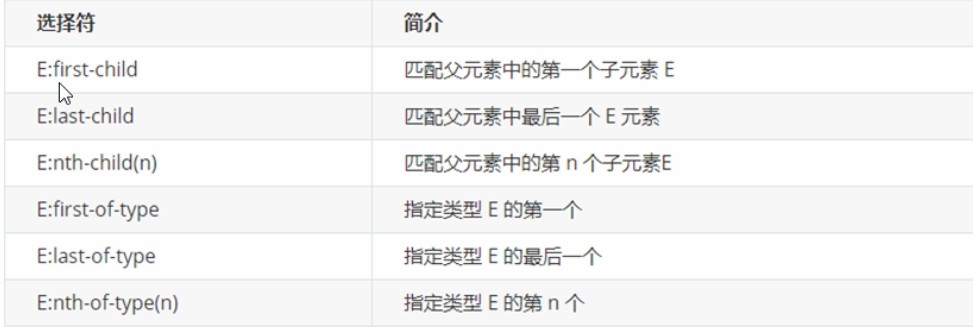 选择符 简介
E:first-child 匹配父元素中的第一个子元素 E
E:last-child 匹配父元素中最后一个 E 元素
E:nth-child(n) 匹配父元素中的第 n 个子元素E
E:first-of-type 指定类型 E 的第一个
E:last-of-type 指定类型 E 的最后一个
E:nth-of-type(n) 指定类型 E 的第 n 个